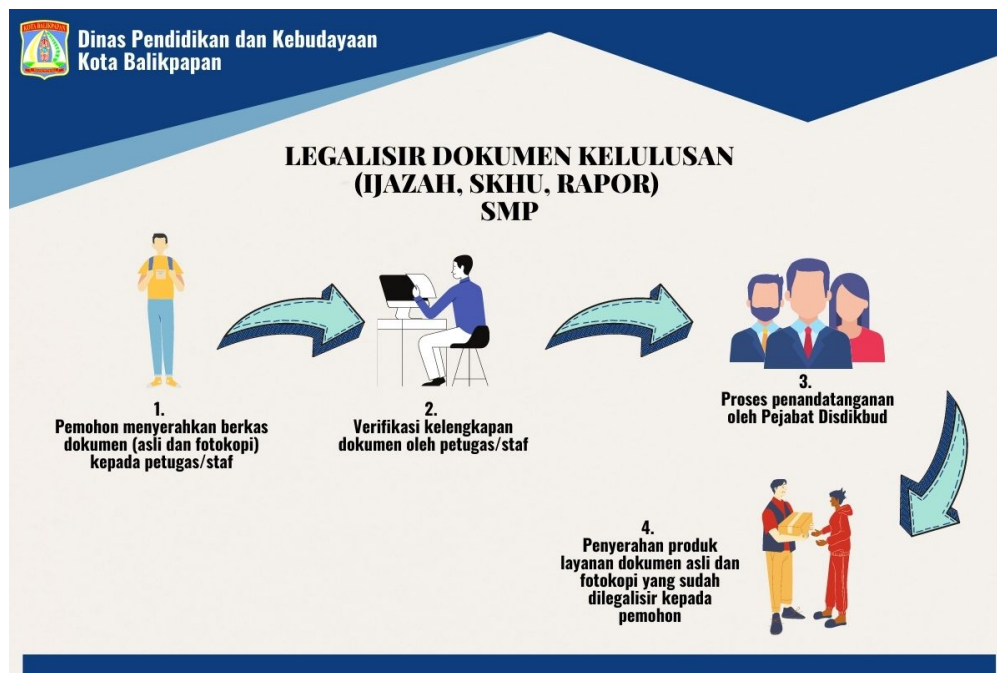 Dinas Pendidikan dan Kebudayaan
Kota Balikpapan
LEGALISIR DOKUMEN KELULUSAN
(IJAZAH, SKHU, RAPOR)
SMP
1.
Pemohon menyerahkan berkas
dokumen (asli dan fotokopi)
kepada petugas/staf
2.
Verifikasi kelengkapan
dokumen oleh petugas/staf
3.
Proses penandatanganan
oleh Pejabat Disdikbud
4.
Penyerahan produk
layanan dokumen asli dan
fotokopi yang sudah
dilegalisir kepada
pemohon